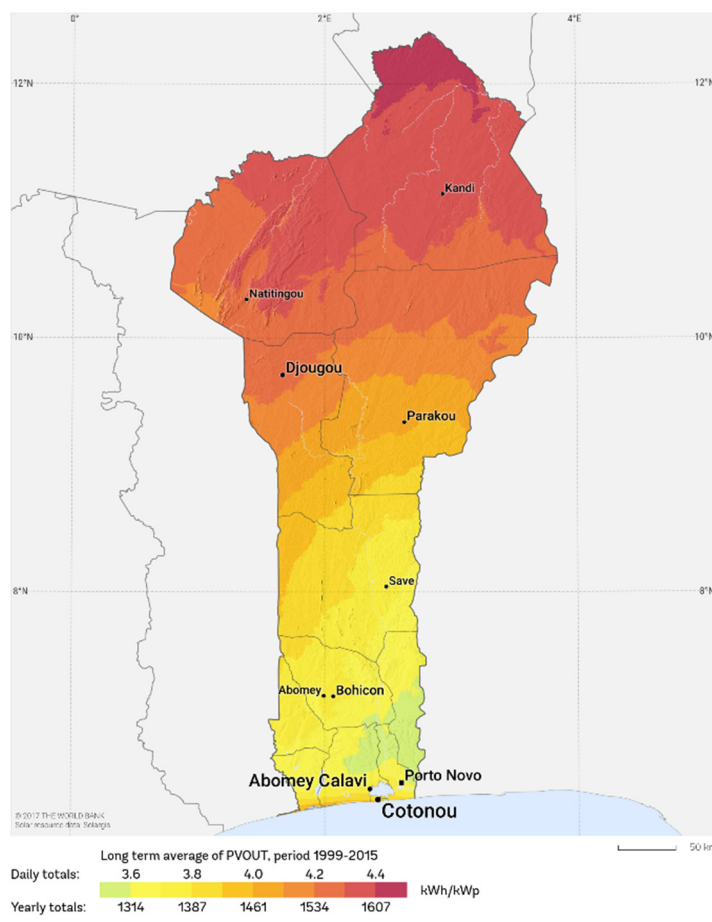 0° 2°E 4°E
12°N 12°N
Kandi
Natitingou
10°N 10°N
Djougou
Parakou
8°N 8°N
Save
Abomey Bohicon
Abomey Calavi Porto Novo
Cotonou
© 2017 THE WORLD BANK
Solar resource data: Solargis
50 km
Long term average of PVOUT, period 1999-2015
Daily totals: 3.6 3.8 4.0 4.2 4.4 kWh/kWp
Yearly totals: 1314 1387 1461 1534 1607